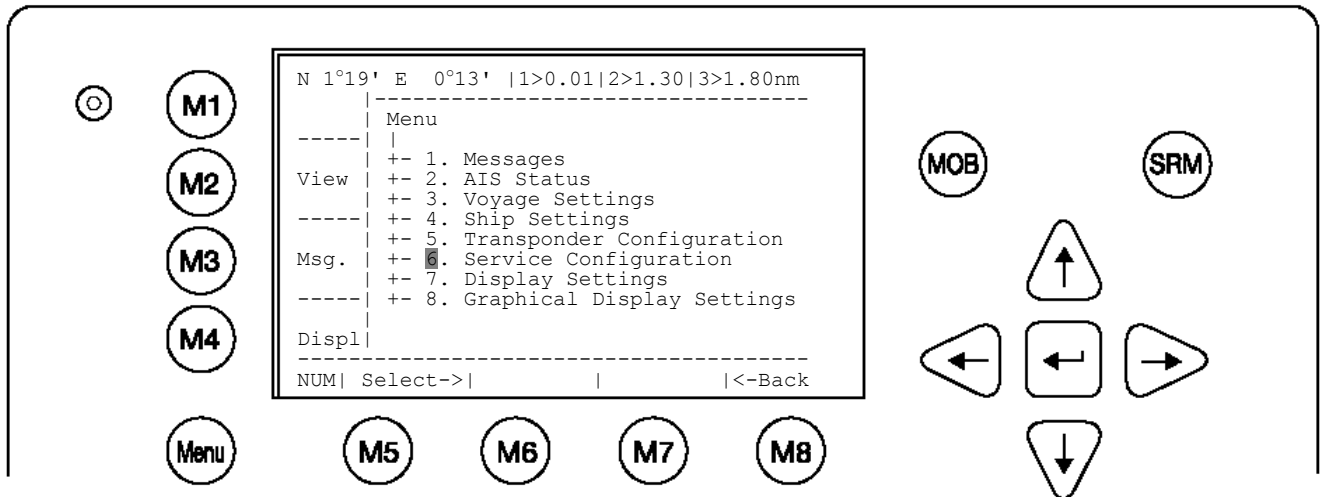 N 1°19' E 0°13' |1>0.01|2>1.30|3>1.80nm
M1
Menu
+- 1. Messages
M2
View
+- 2. AIS Status
+- 3. Voyage Settings
+- 4. Ship Settings
+- 5. Transponder Configuration
M3
Msg.
+- 6. Service Configuration
+- 7. Display Settings
+- 8. Graphical Display Settings
M4
Displ
NUM| Select->| | |<-Back
MOB
SRM
Menu
M5
M6
M7
M8